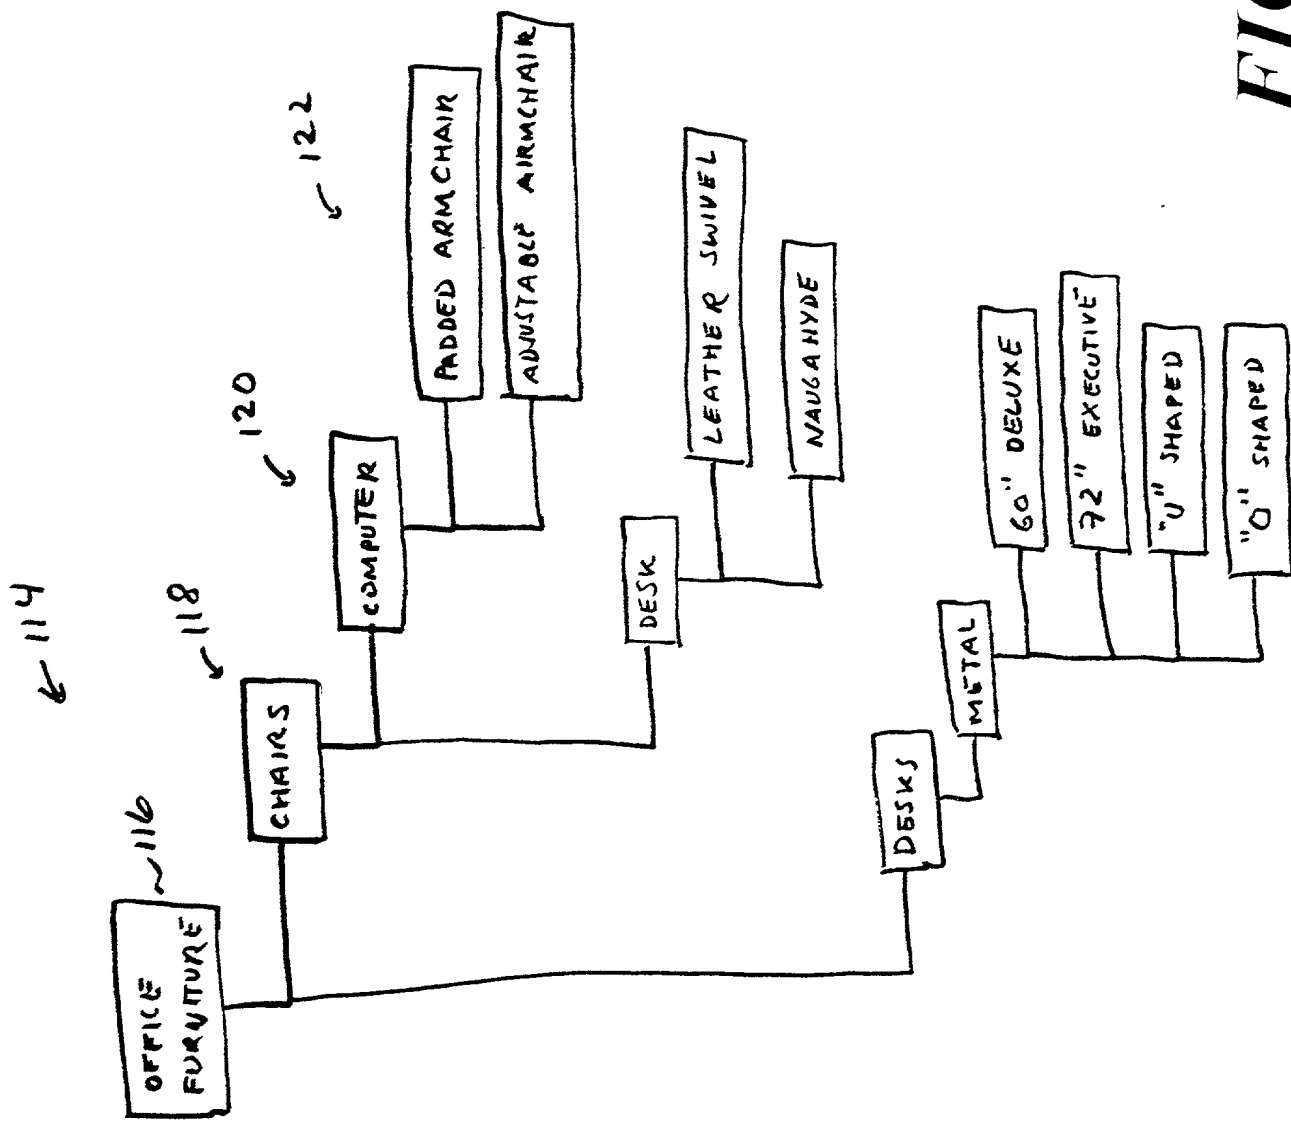 114
OFFICE
FURNITURE
116
CHAIRS
118
COMPUTER
120
PADDED ARMCHAIR
122
ADJUSTABLE AIRMCHAIR
DESK
LEATHER SWIVEL
NAUGAHYDE
DESKS
METAL
60" DELUXE
72" EXECUTIVE
"U" SHAPED
"O" SHAPED